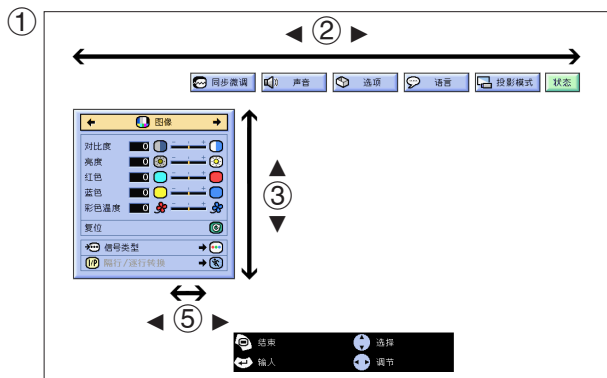 ①
◀ ② ▶
同步微调 声音 选项 语言 投影模式 状态
图像
对比度 0 - +
亮度 0 - +
红色 0 - +
蓝色 0 - +
彩色温度 0 - +
复位
信号类型
I/P 隔行/逐行转换
▲
③
▼
◀ ⑤ ▶
结束 选择
输入 调节